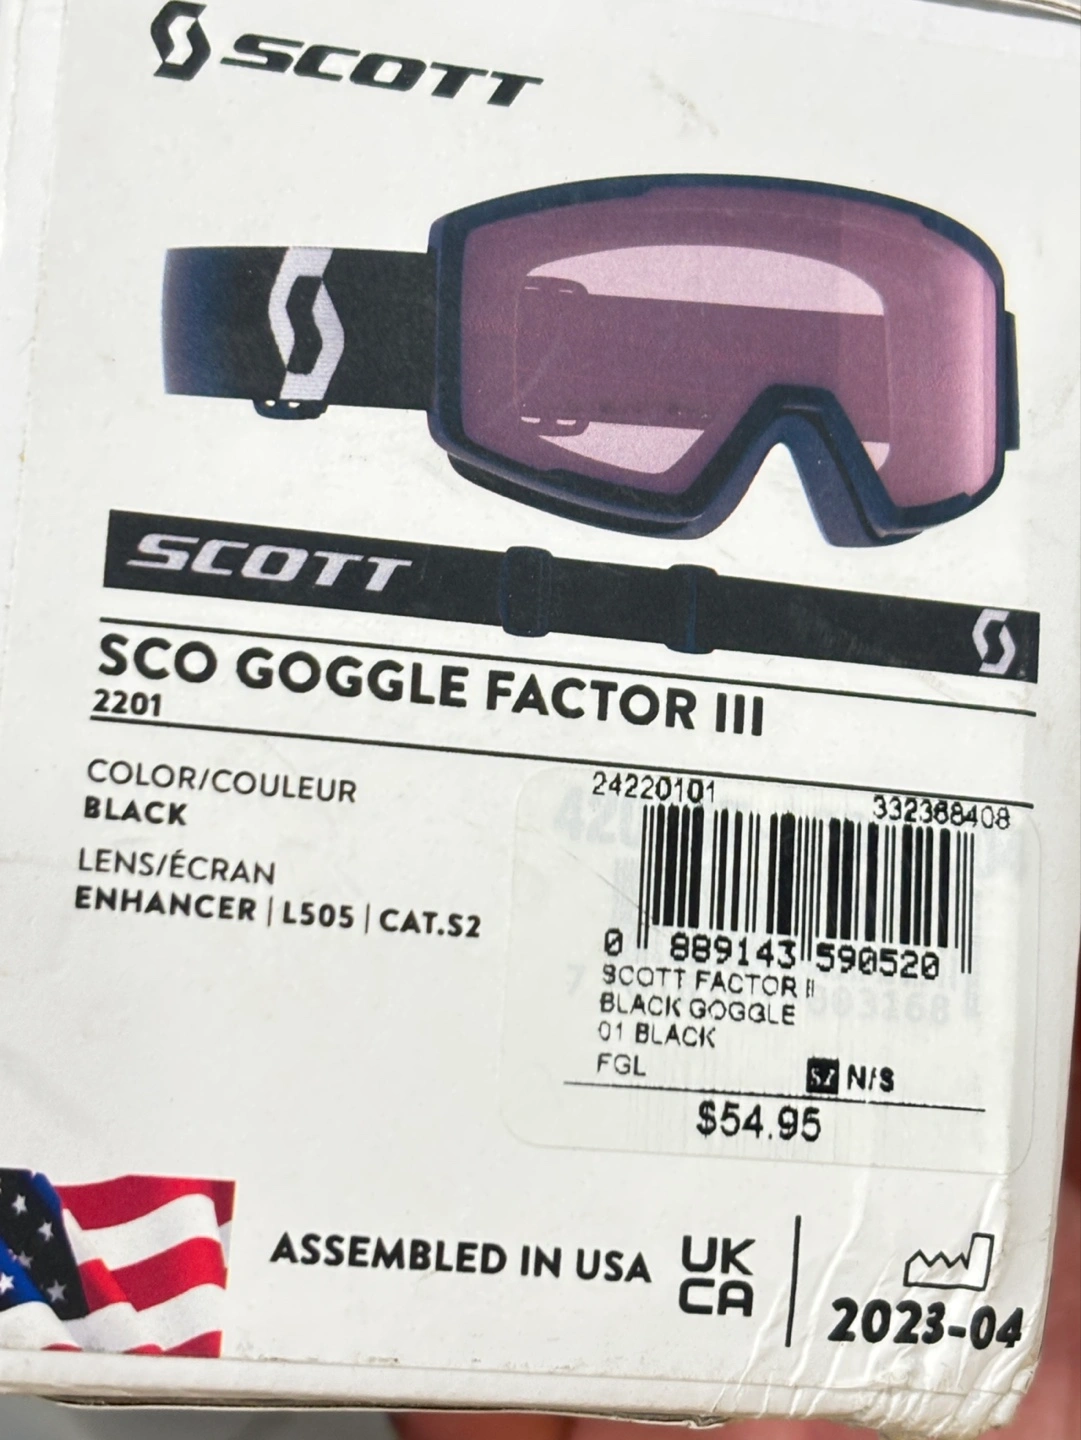 SCOTT
SCOTT
SCO GOGGLE FACTOR III
2201
COLOR/COULEUR
BLACK
LENS/ÉCRAN
ENHANCER | L505 | CAT.S2
24220101
332388408
0 889143 590520
SCOTT FACTOR II
BLACK GOGGLE
01 BLACK
FGL
N/S
$54.95
ASSEMBLED IN USA
UK
CA
2023-04